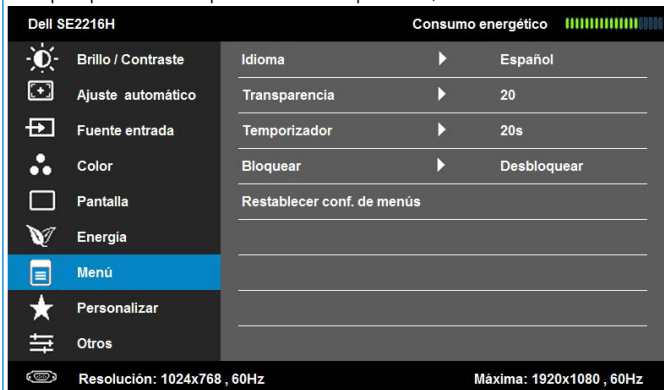 Dell SE2216H Consumo energético
Brillo / Contraste Idioma Español
Ajuste automático Transparencia 20
Fuente entrada Temporizador 20s
Color Bloquear Desbloquear
Pantalla Restablecer conf. de menús
Energía
Menú
Personalizar
Otros
Resolución: 1024x768 , 60Hz Máxima: 1920x1080 , 60Hz